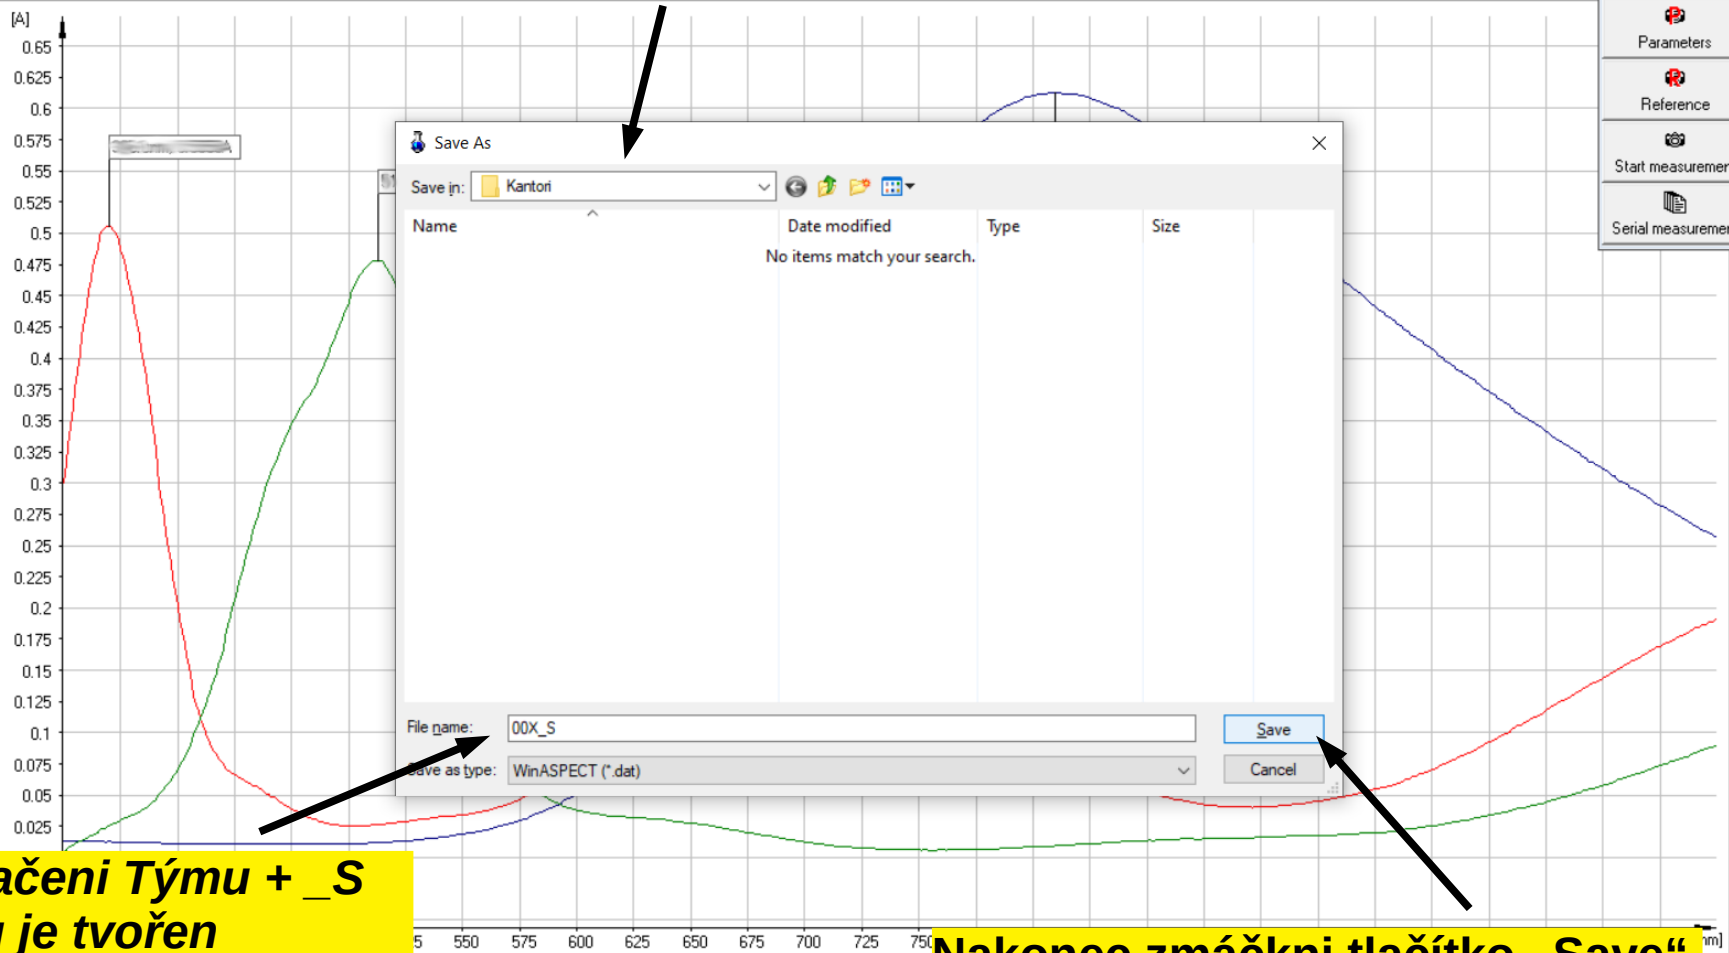 [A]
Parameters
Reference
Start measuremen
Serial measuremen
0.65
0.625
0.6
0.575
0.55
0.525
0.5
0.475
0.45
0.425
0.4
0.375
0.35
0.325
0.3
0.275
0.25
0.225
0.2
0.175
0.15
0.125
0.1
0.075
0.05
0.025
Save As
Save in: Kantori
Name Date modified Type Size
No items match your search.
File name: 00X_S Save
Save as type: WinASPECT (*.dat) Cancel
ačeni Týmu + _S
je tvořen
5 550 575 600 625 650 675 700 725 750
Nakonec zmáčkni tlačítko „Save“
nm]